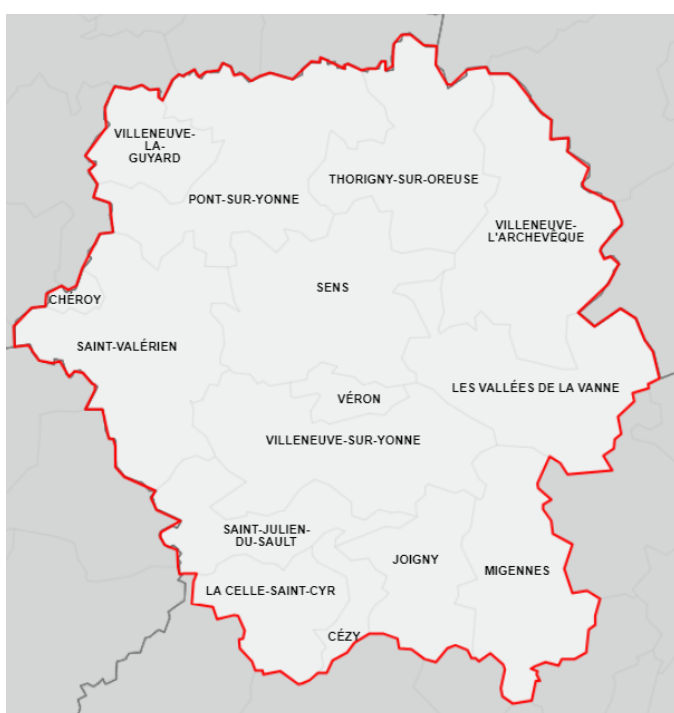 VILLENEUVE-
LA-
GUYARD
THORIGNY-SUR-OREUSE
PONT-SUR-YONNE
VILLENEUVE-
L'ARCHEVÊQUE
SENS
CHÉROY
SAINT-VALÉRIEN
LES VALLÉES DE LA VANNE
VÉRON
VILLENEUVE-SUR-YONNE
SAINT-JULIEN-
DU-SAULT
JOIGNY
MIGENNES
LA CELLE-SAINT-CYR
CÉZY